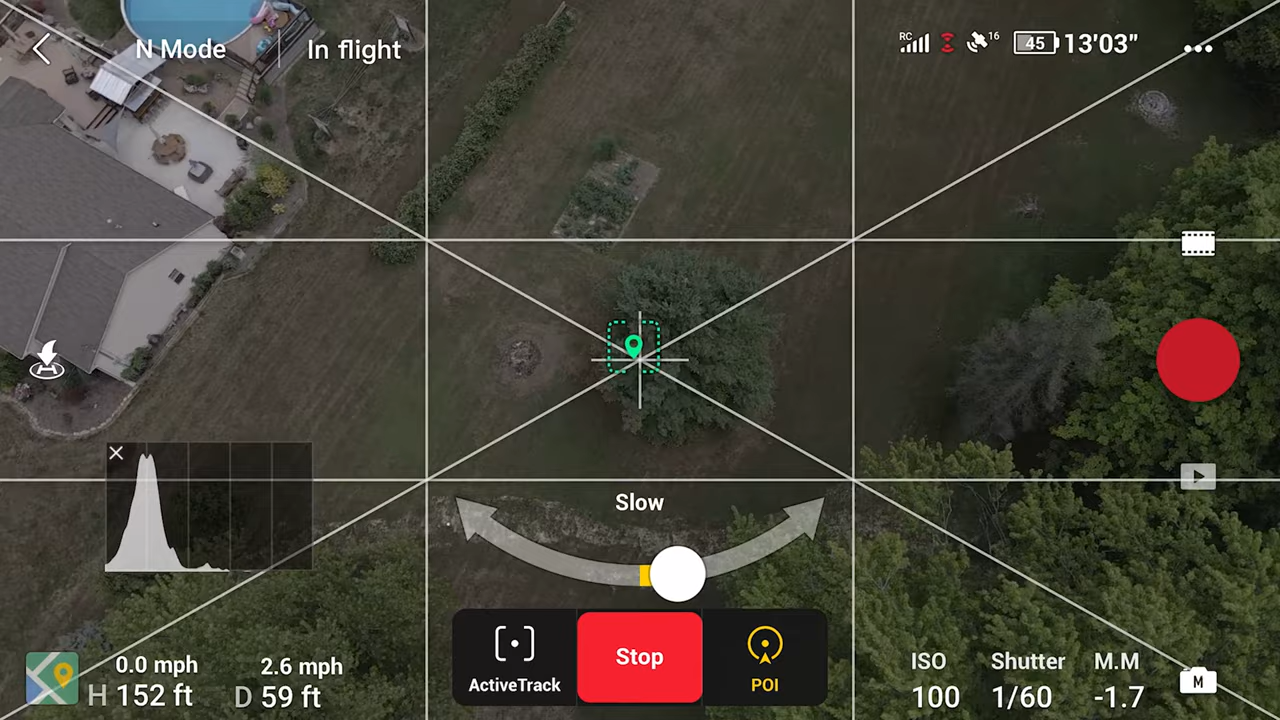 N Mode
In flight
RC
16
45
13'03"
Slow
ActiveTrack
Stop
POI
0.0 mph
2.6 mph
H 152 ft
D 59 ft
ISO
Shutter
M.M
100
1/60
-1.7
M